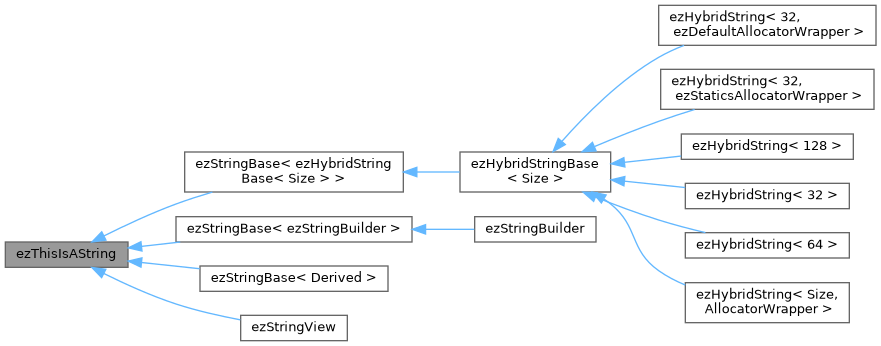 ezThisIsAString
ezStringBase< ezHybridString
Base< Size > >
ezStringBase< ezStringBuilder >
ezStringBase< Derived >
ezStringView
ezHybridStringBase
< Size >
ezStringBuilder
ezHybridString< 32,
ezDefaultAllocatorWrapper >
ezHybridString< 32,
ezStaticsAllocatorWrapper >
ezHybridString< 128 >
ezHybridString< 32 >
ezHybridString< 64 >
ezHybridString< Size,
AllocatorWrapper >